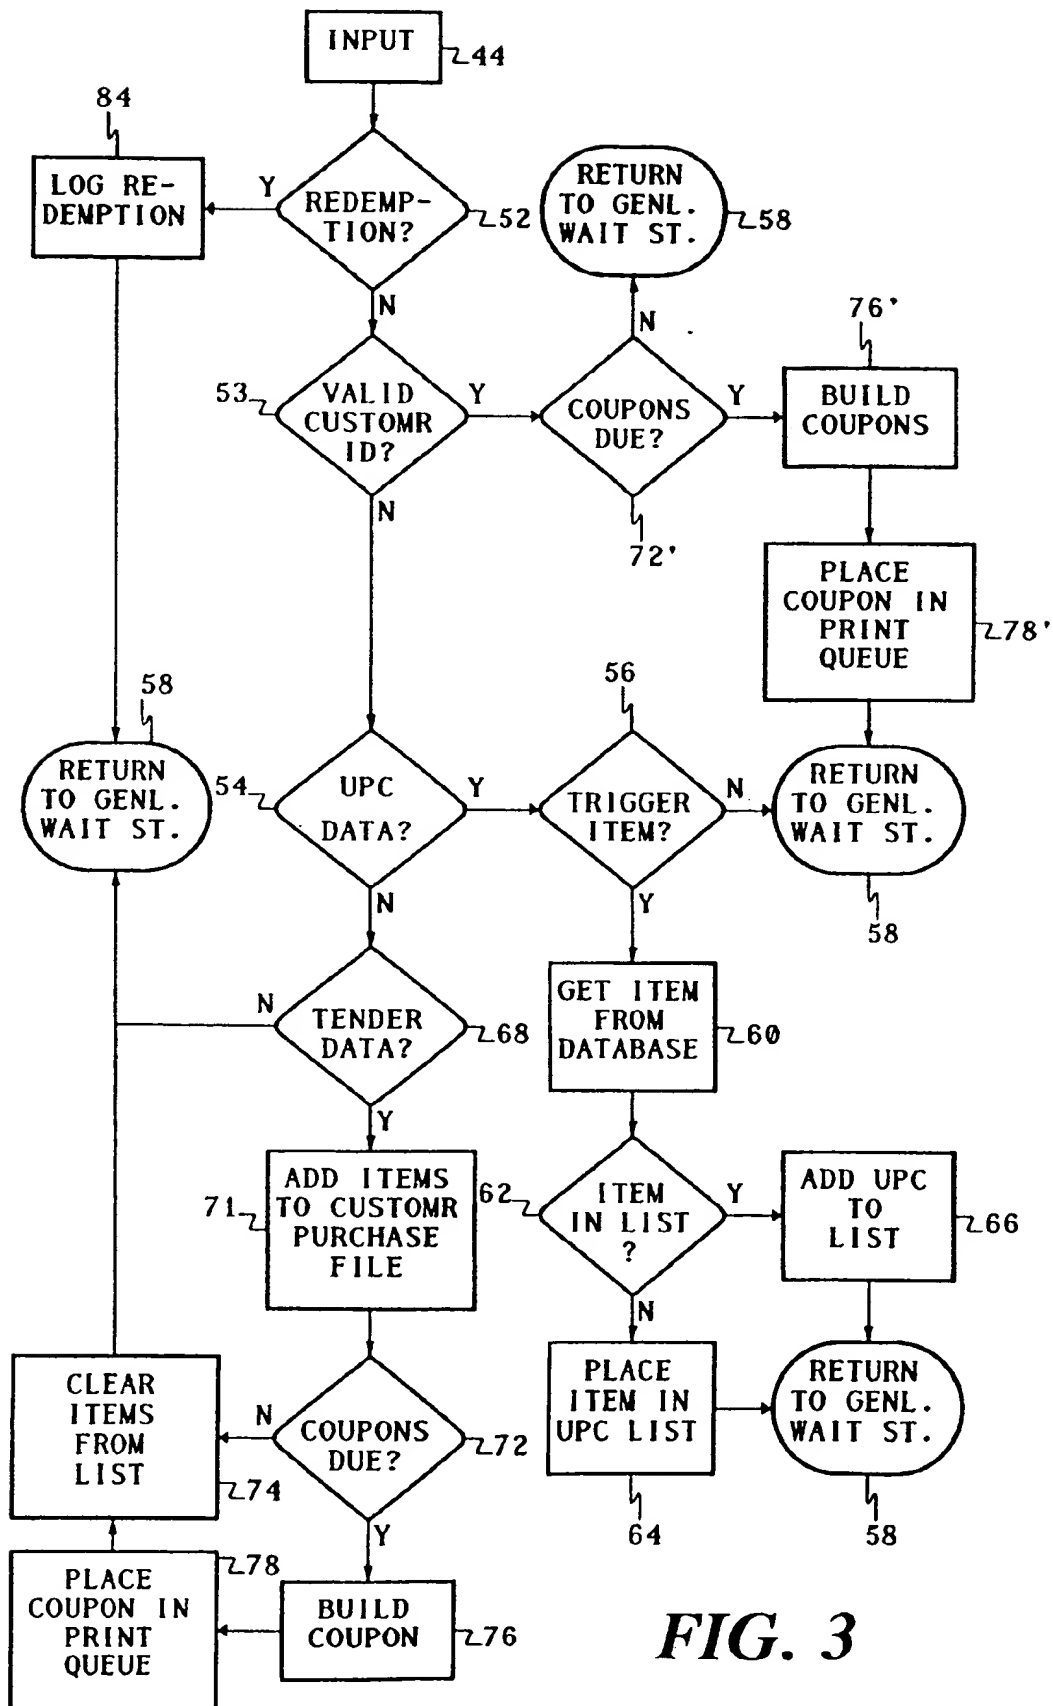 INPUT
44
84
LOG RE-
DEMPTION
Y
REDEMP-
TION?
52
RETURN
TO GENL.
WAIT ST.
58
N
N
76'
53
VALID
CUSTOMR
ID?
Y
COUPONS
DUE?
Y
BUILD
COUPONS
N
72'
PLACE
COUPON IN
PRINT
QUEUE
78'
58
56
RETURN
TO GENL.
WAIT ST.
54
UPC
DATA?
Y
TRIGGER
ITEM?
N
RETURN
TO GENL.
WAIT ST.
58
N
Y
N
TENDER
DATA?
68
GET ITEM
FROM
DATABASE
60
Y
71
ADD ITEMS
TO CUSTOMR
PURCHASE
FILE
62
ITEM
IN LIST
?
Y
ADD UPC
TO
LIST
66
N
CLEAR
ITEMS
FROM
LIST
74
N
COUPONS
DUE?
72
PLACE
ITEM IN
UPC LIST
64
RETURN
TO GENL.
WAIT ST.
58
Y
78
PLACE
COUPON IN
PRINT
QUEUE
BUILD
COUPON
76
FIG. 3